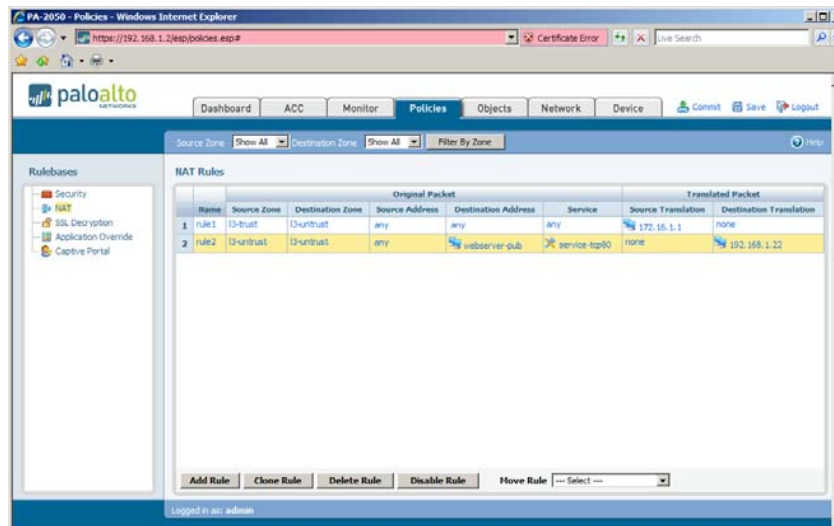 PA-2050 - Policies - Windows Internet Explorer
https://192.168.1.2/esp/policies.esp#
Certificate Error
Live Search
paloalto
NETWORKS
Dashboard ACC Monitor Policies Objects Network Device Commit Save Logout
Source Zone Show All Destination Zone Show All Filter By Zone Help
Rulebases
Security
NAT
SSL Decryption
Application Override
Captive Portal
NAT Rules
Original Packet Translated Packet
Name Source Zone Destination Zone Source Address Destination Address Service Source Translation Destination Translation
1 rule1 l3-trust l3-untrust any any any 172.16.1.1 none
2 rule2 l3-untrust l3-untrust any webserver-pub service-tcp80 none 192.168.1.22
Add Rule Clone Rule Delete Rule Disable Rule Move Rule --- Select ---
Logged in as: admin